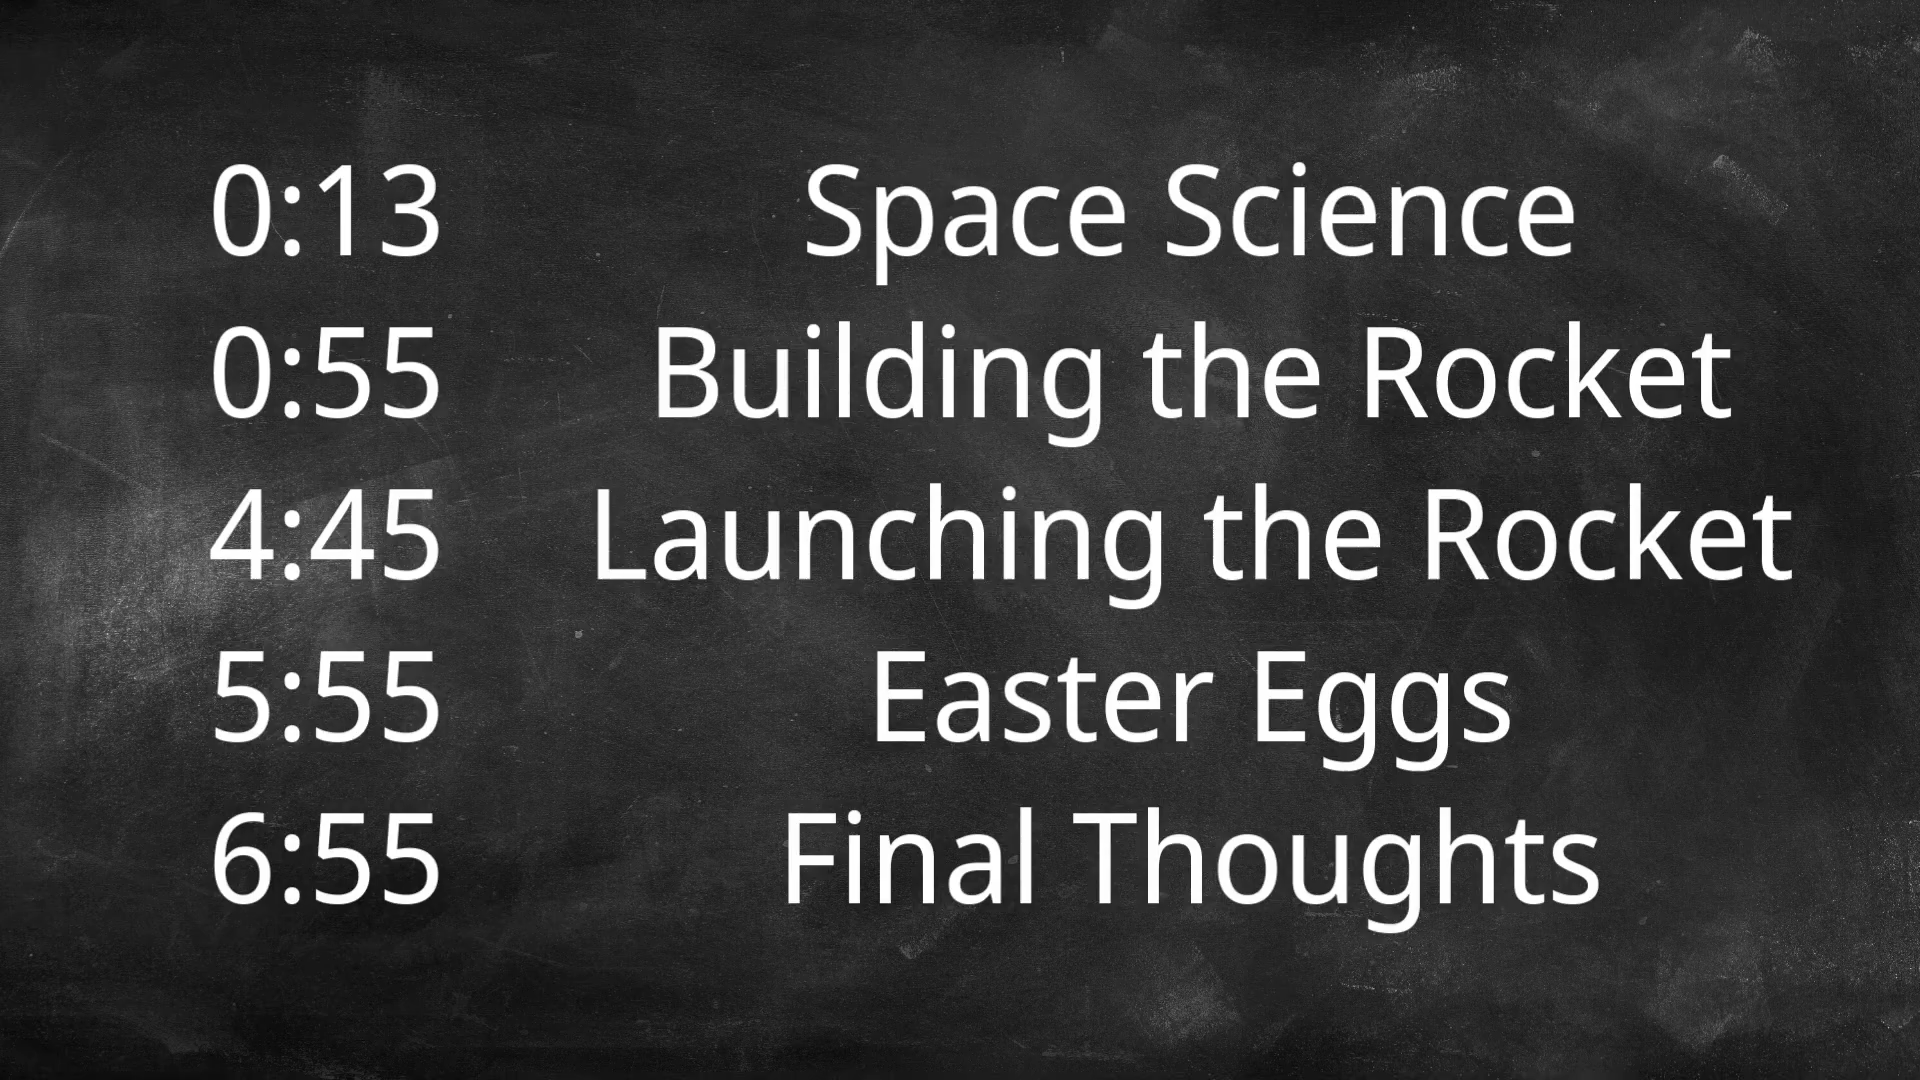 0:13 Space Science
0:55 Building the Rocket
4:45 Launching the Rocket
5:55 Easter Eggs
6:55 Final Thoughts